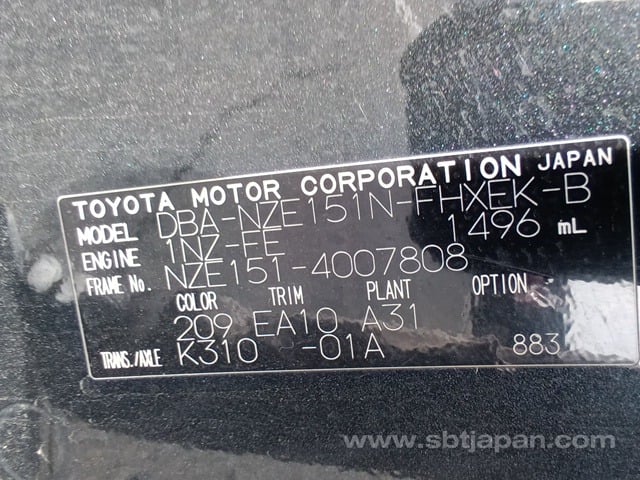 TOYOTA MOTOR CORPORATION JAPAN
MODEL DBA-NZE151N-FHXEK-B
ENGINE 1NZ-FE 1496 mL
FRAME No. NZE151-4007808
COLOR TRIM PLANT OPTION
209 EA10 A31
TRANS./AXLE K310 -01A 883
www.sbtjapan.com